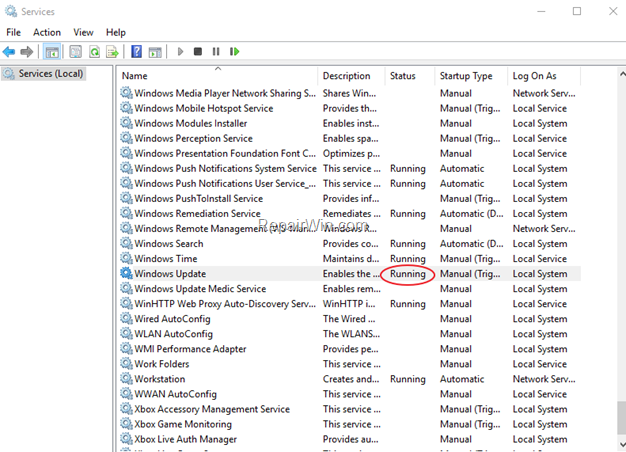 Services
File Action View Help
Services (Local)
Name Description Status Startup Type Log On As
Windows Media Player Network Sharing S... Shares Win... Manual Network Serv...
Windows Mobile Hotspot Service Provides th... Manual (Trig... Local Service
Windows Modules Installer Enables inst... Manual Local System
Windows Perception Service Enables spa... Manual (Trig... Local Service
Windows Presentation Foundation Font C... Optimizes p... Manual Local Service
Windows Push Notifications System Service This service ... Running Automatic Local System
Windows Push Notifications User Service_... This service ... Running Automatic Local System
Windows PushToInstall Service Provides inf... Manual (Trig... Local System
Windows Remediation Service Remediates ... Running Automatic (D... Local System
Windows Remote Management (WS-Man... Windows R... Manual Network Serv...
RepairWin.com
Windows Search Provides co... Running Automatic (D... Local System
Windows Time Maintains d... Running Manual (Trig... Local Service
Windows Update Enables the ... Running Manual (Trig... Local System
Windows Update Medic Service Enables rem... Manual Local System
WinHTTP Web Proxy Auto-Discovery Serv... WinHTTP i... Running Manual Local Service
Wired AutoConfig The Wired ... Manual Local System
WLAN AutoConfig The WLANS... Manual Local System
WMI Performance Adapter Provides pe... Manual Local System
Work Folders This service ... Manual Local Service
Workstation Creates and... Running Automatic Network Serv...
WWAN AutoConfig This service ... Manual Local System
Xbox Accessory Management Service This service ... Manual (Trig... Local System
Xbox Game Monitoring This service ... Manual (Trig... Local System
Xbox Live Auth Manager Provides au... Manual Local System